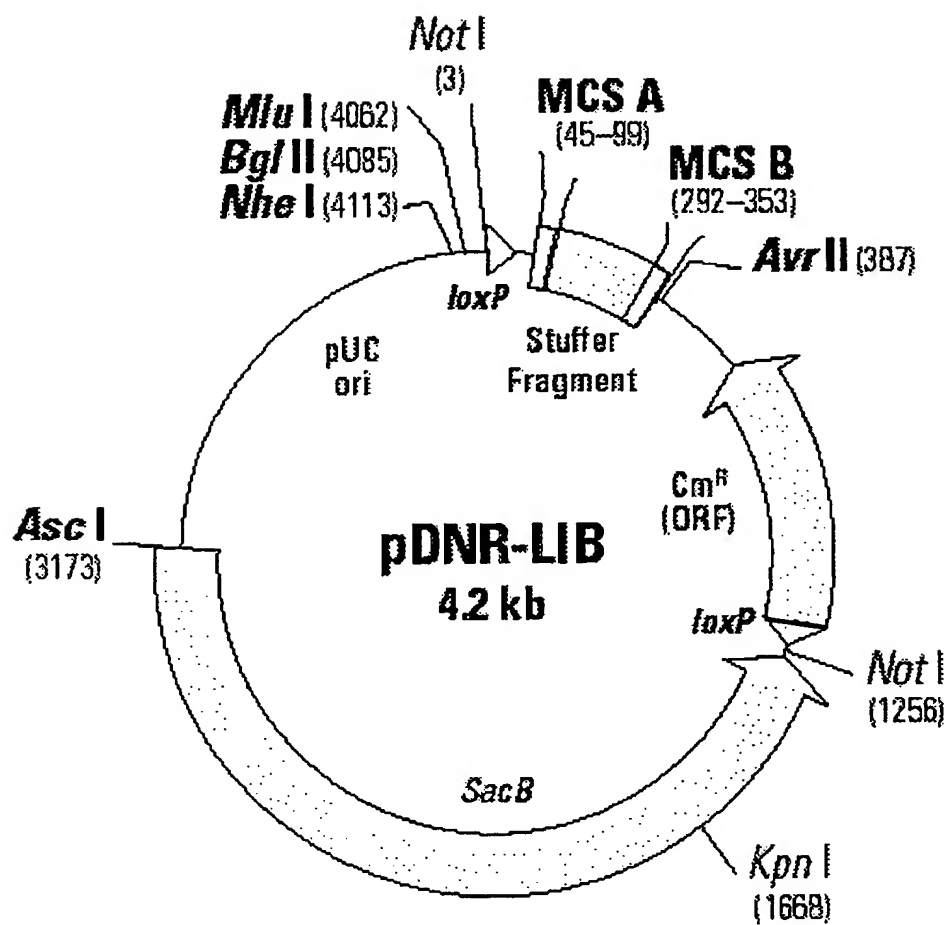 Not I
(3)
Mlu I (4062)
Bgl II (4085)
Nhe I (4113)
MCS A
(45–99)
MCS B
(292–353)
Avr II (387)
loxP
pUC
ori
Stuffer
Fragment
Cmᴿ
(ORF)
Asc I
(3173)
pDNR-LIB
4.2 kb
loxP
Not I
(1256)
SacB
Kpn I
(1668)